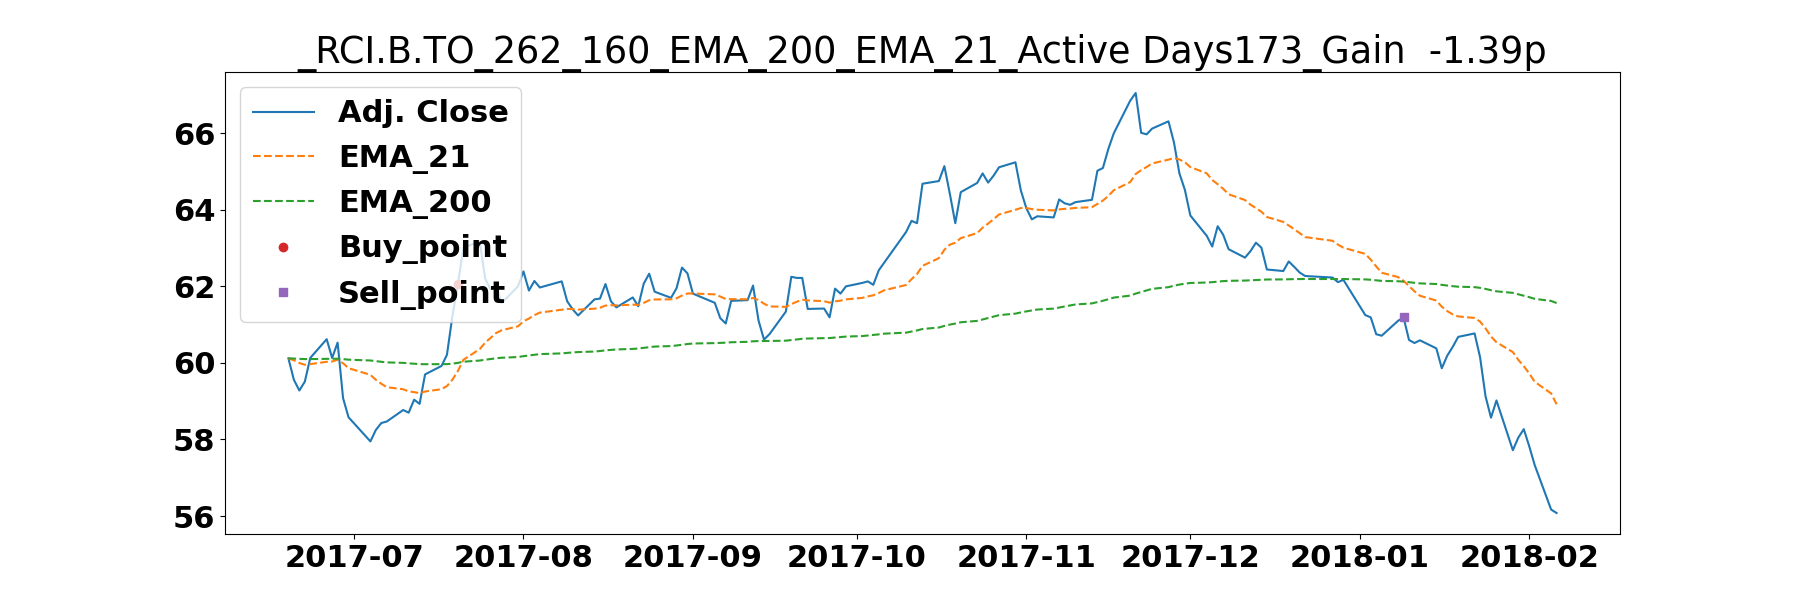 _RCI.B.TO_262_160_EMA_200_EMA_21_Active Days173_Gain  -1.39p
Adj. Close
EMA_21
EMA_200
Buy_point
Sell_point
66
64
62
60
58
56
2017-07 2017-08 2017-09 2017-10 2017-11 2017-12 2018-01 2018-02